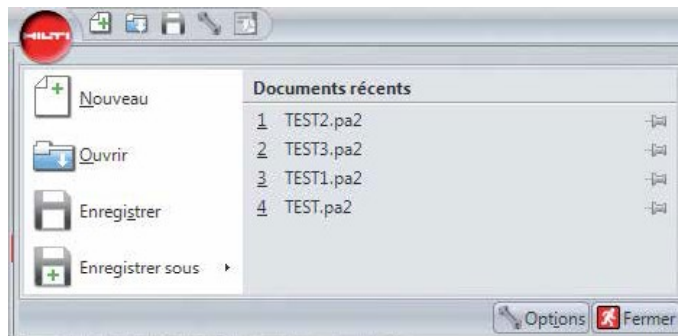 HILTI
Nouveau
Ouvrir
Enregistrer
Enregistrer sous
Documents récents
1 TEST2.pa2
2 TEST3.pa2
3 TEST1.pa2
4 TEST.pa2
Options
Fermer